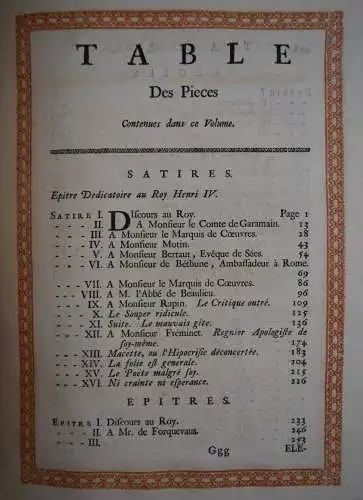 TABLE
Des Pieces
Contenues dans ce Volume.
SATIRES.
Epitre Dedicatoire au Roy Henri IV.
SATIRE I. Discours au Roy. Page 1
- - - II. A Monsieur le Comte de Garamain. 13
- - - III. A Monsieur le Marquis de Cœuvres. 28
- - - IV. A Monsieur Motin. 43
- - - V. A Monsieur Bertaut, Evêque de Sées. 54
- - - VI. A Monsieur de Béthune, Ambassadeur à Rome.
69
- - - VII. A Monsieur le Marquis de Cœuvres. 86
- - - VIII. A M. l'Abbé de Beaulieu. 96
- - - IX. A Monsieur Rapin. Le Critique outré. 109
- - - X. Le Souper ridicule. 125
- - - XI. Suite. Le mauvais gîte. 136
- - - XII. A Monsieur Fréminet. Regnier Apologiste de
soy-même. 174
- - - XIII. Macette, ou l'Hipocrisie déconcertée. 183
- - - XIV. La folie est generale. 104
- - - XV. Le Poëte malgré soy. 215
- - - XVI. Ni crainte ni esperance. 226
EPITRES.
EPITRE I. Discours au Roy. 233
- - - II. A Mr. de Forquevaus. 246
- - - III. 253
Ggg ELE-